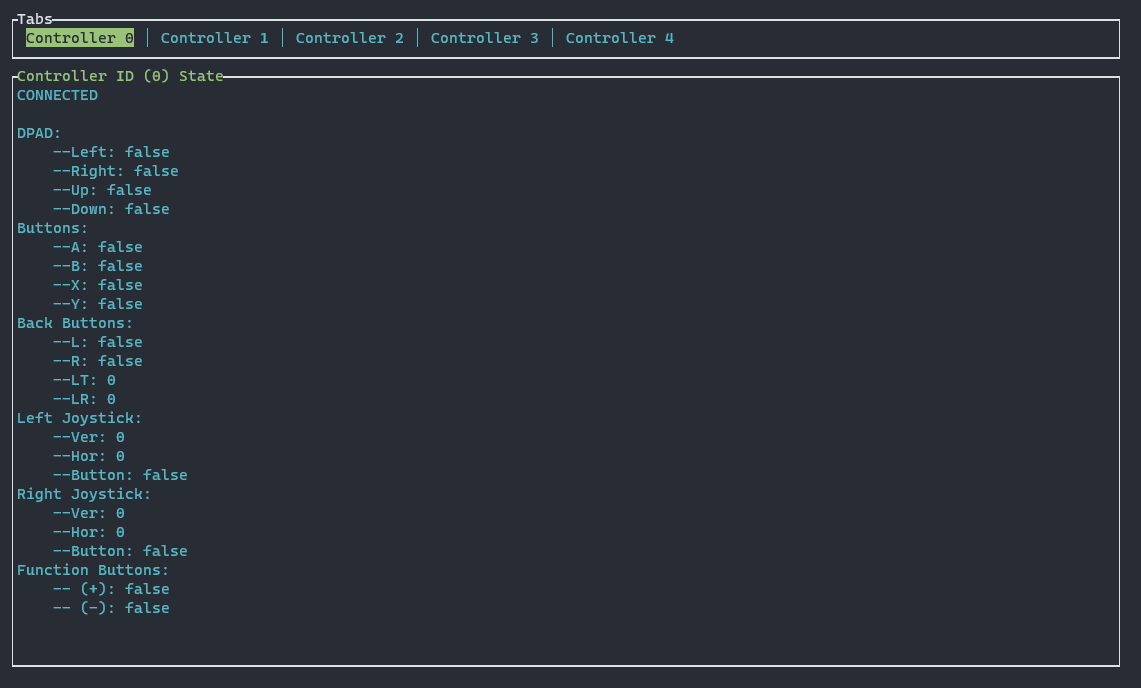 Tabs
Controller 0 │ Controller 1 │ Controller 2 │ Controller 3 │ Controller 4
Controller ID (0) State
CONNECTED
DPAD:
--Left: false
--Right: false
--Up: false
--Down: false
Buttons:
--A: false
--B: false
--X: false
--Y: false
Back Buttons:
--L: false
--R: false
--LT: 0
--LR: 0
Left Joystick:
--Ver: 0
--Hor: 0
--Button: false
Right Joystick:
--Ver: 0
--Hor: 0
--Button: false
Function Buttons:
-- (+): false
-- (-): false